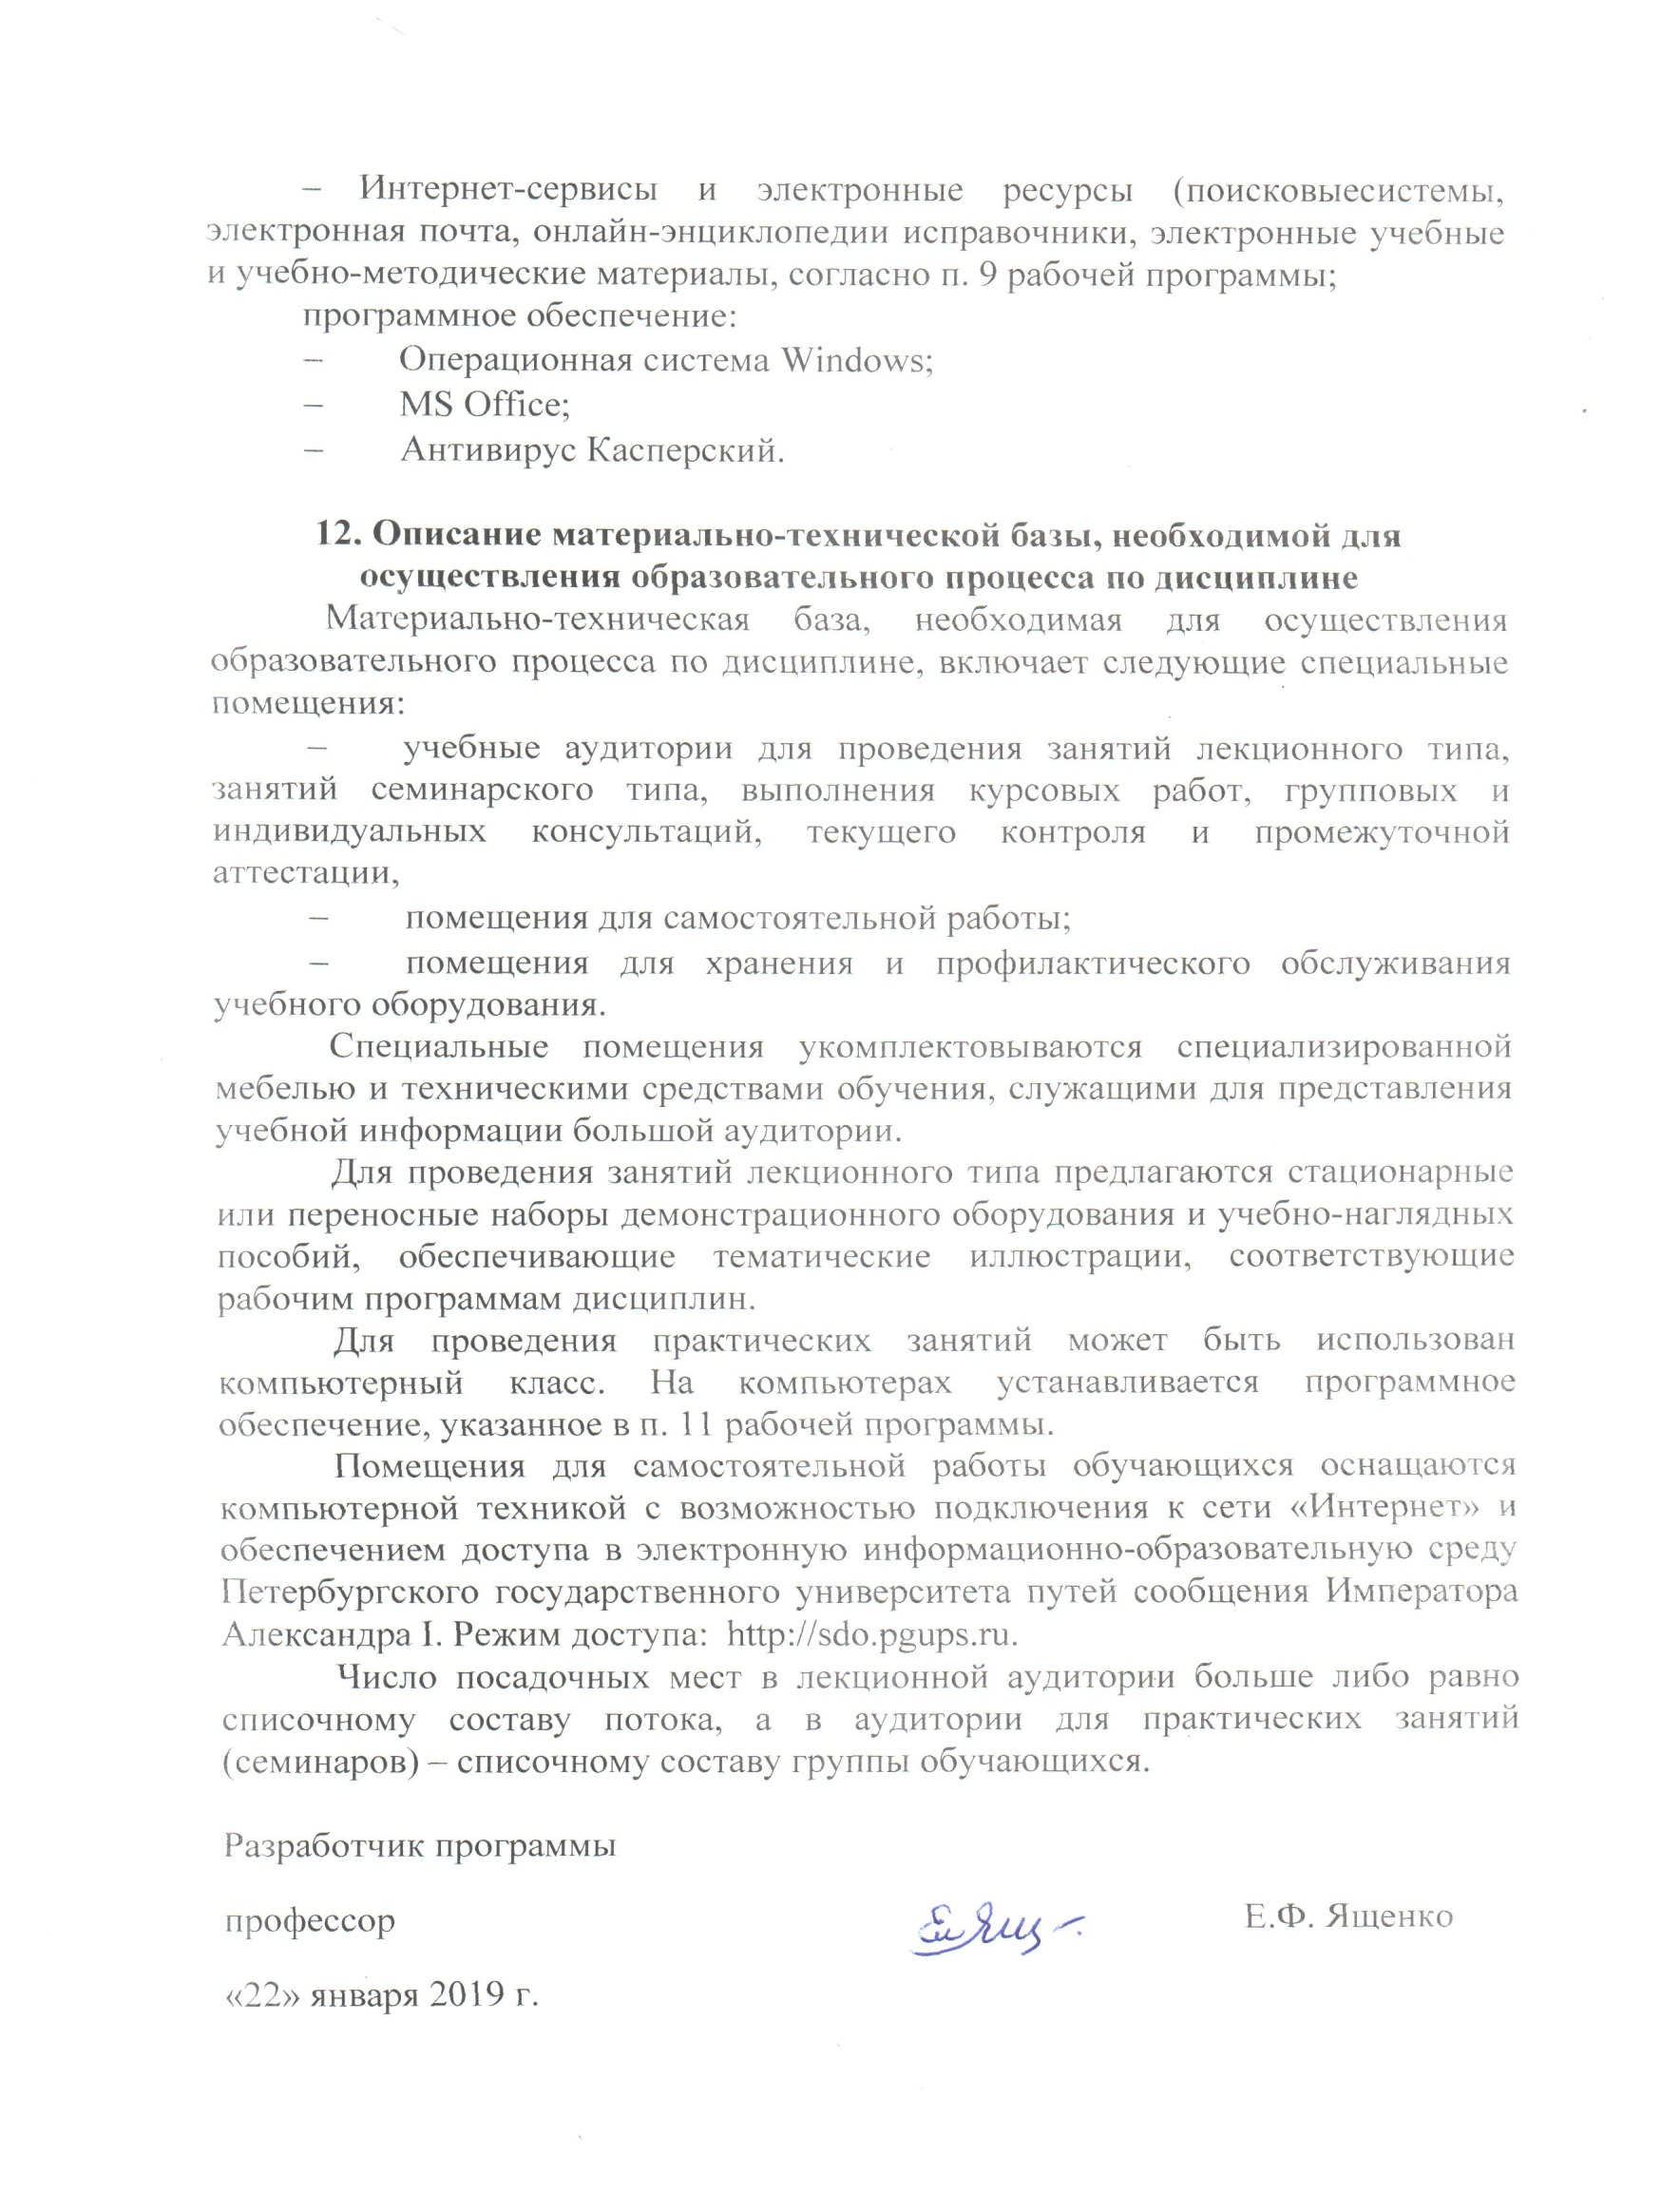 – Интернет-сервисы и электронные ресурсы (поисковыесистемы,
электронная почта, онлайн-энциклопедии исправочники, электронные учебные
и учебно-методические материалы, согласно п. 9 рабочей программы;
программное обеспечение:
– Операционная система Windows;
– MS Office;
– Антивирус Касперский.
12. Описание материально-технической базы, необходимой для
осуществления образовательного процесса по дисциплине
Материально-техническая база, необходимая для осуществления
образовательного процесса по дисциплине, включает следующие специальные
помещения:
– учебные аудитории для проведения занятий лекционного типа,
занятий семинарского типа, выполнения курсовых работ, групповых и
индивидуальных консультаций, текущего контроля и промежуточной
аттестации,
– помещения для самостоятельной работы;
– помещения для хранения и профилактического обслуживания
учебного оборудования.
Специальные помещения укомплектовываются специализированной
мебелью и техническими средствами обучения, служащими для представления
учебной информации большой аудитории.
Для проведения занятий лекционного типа предлагаются стационарные
или переносные наборы демонстрационного оборудования и учебно-наглядных
пособий, обеспечивающие тематические иллюстрации, соответствующие
рабочим программам дисциплин.
Для проведения практических занятий может быть использован
компьютерный класс. На компьютерах устанавливается программное
обеспечение, указанное в п. 11 рабочей программы.
Помещения для самостоятельной работы обучающихся оснащаются
компьютерной техникой с возможностью подключения к сети «Интернет» и
обеспечением доступа в электронную информационно-образовательную среду
Петербургского государственного университета путей сообщения Императора
Александра I. Режим доступа: http://sdo.pgups.ru.
Число посадочных мест в лекционной аудитории больше либо равно
списочному составу потока, а в аудитории для практических занятий
(семинаров) – списочному составу группы обучающихся.
Разработчик программы
профессор Е.Ф. Ященко
«22» января 2019 г.